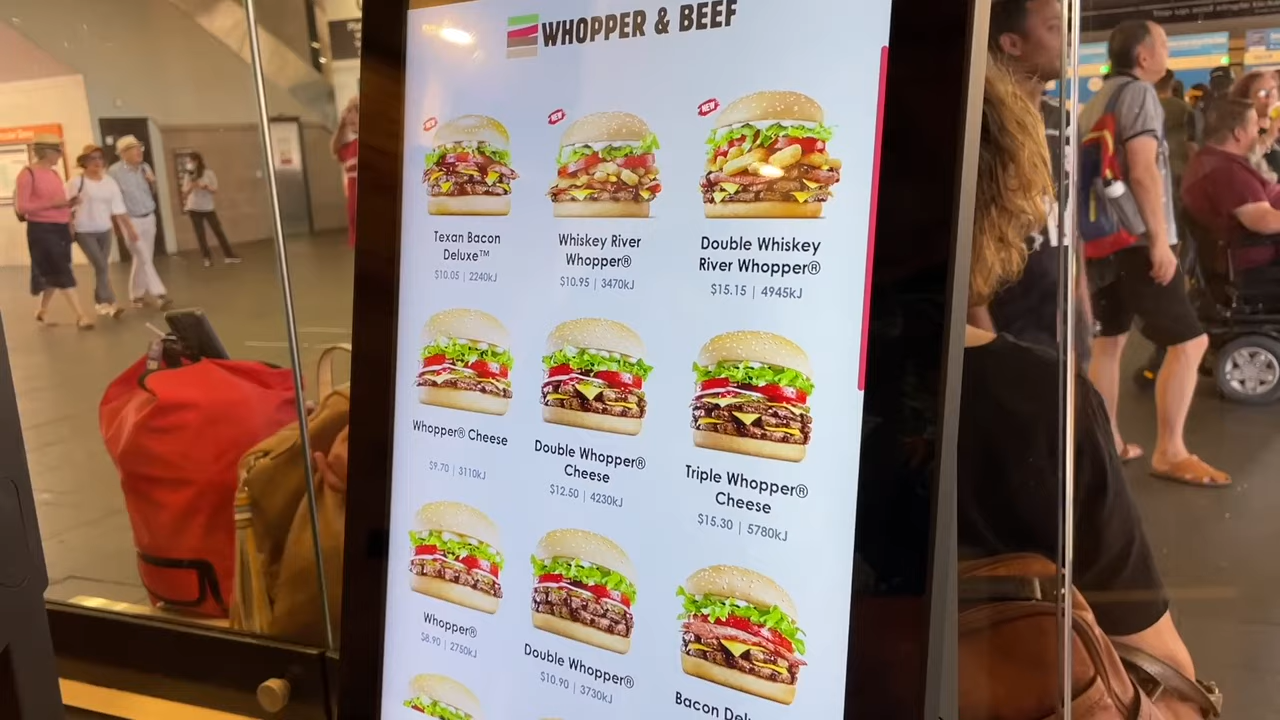 WHOPPER & BEEF
NEW
NEW
NEW
Texan Bacon
Deluxe™
$10.05 | 2240kJ
Whiskey River
Whopper®
$10.95 | 3470kJ
Double Whiskey
River Whopper®
$15.15 | 4945kJ
Whopper® Cheese
$9.70 | 3110kJ
Double Whopper®
Cheese
$12.50 | 4230kJ
Triple Whopper®
Cheese
$15.30 | 5780kJ
Whopper®
$8.90 | 2750kJ
Double Whopper®
$10.90 | 3730kJ
Bacon